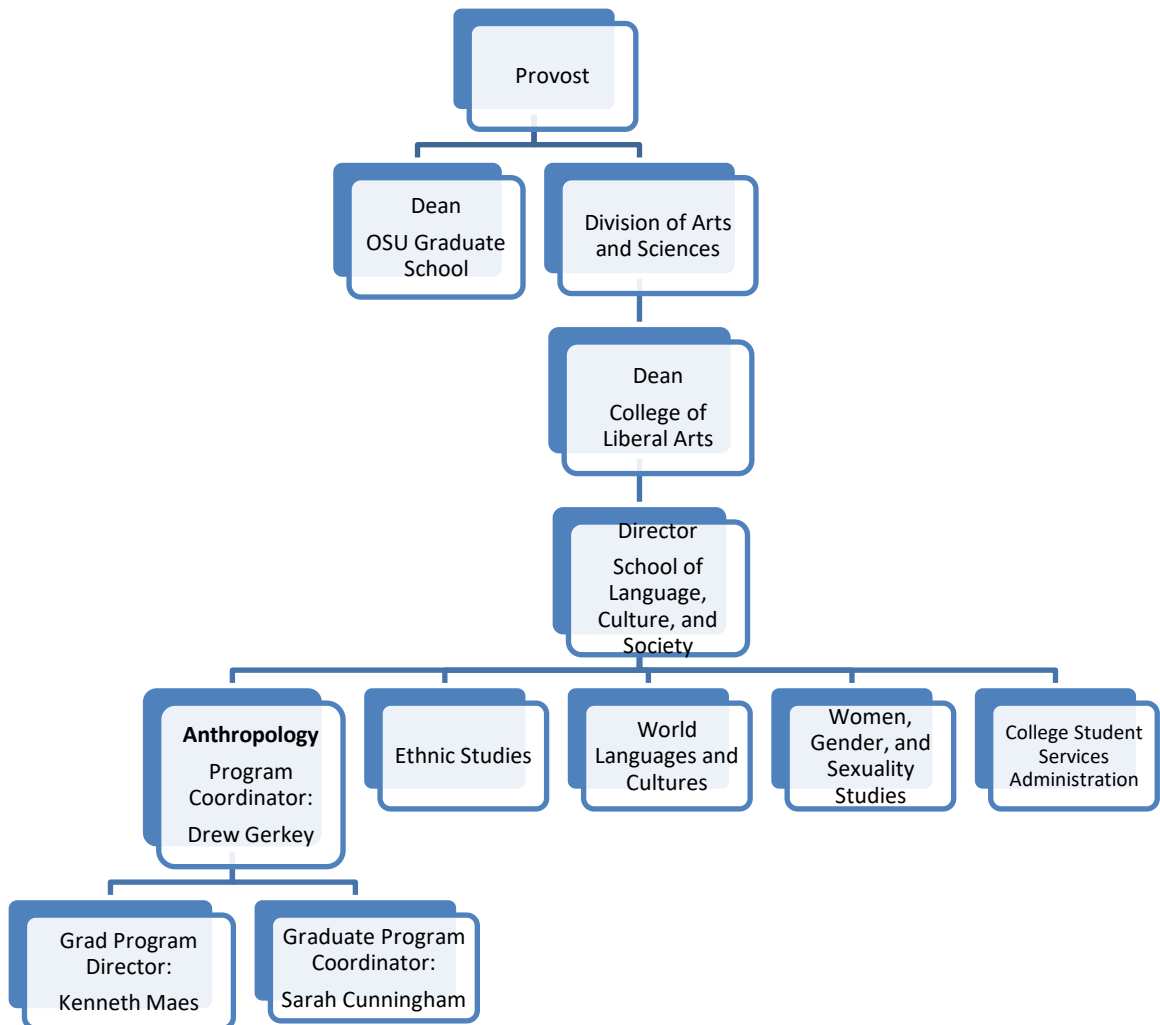 Provost
Dean
OSU Graduate
School
Division of Arts
and Sciences
Dean
College of
Liberal Arts
Director
School of
Language,
Culture, and
Society
Anthropology
Program
Coordinator:
Drew Gerkey
Ethnic Studies
World
Languages and
Cultures
Women,
Gender, and
Sexuality
Studies
College Student
Services
Administration
Grad Program
Director:
Kenneth Maes
Graduate Program
Coordinator:
Sarah Cunningham